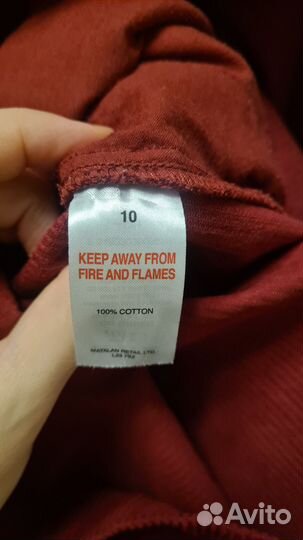 10
KEEP AWAY FROM
FIRE AND FLAMES
100% COTTON
MATALAN RETAIL LTD.
Avito